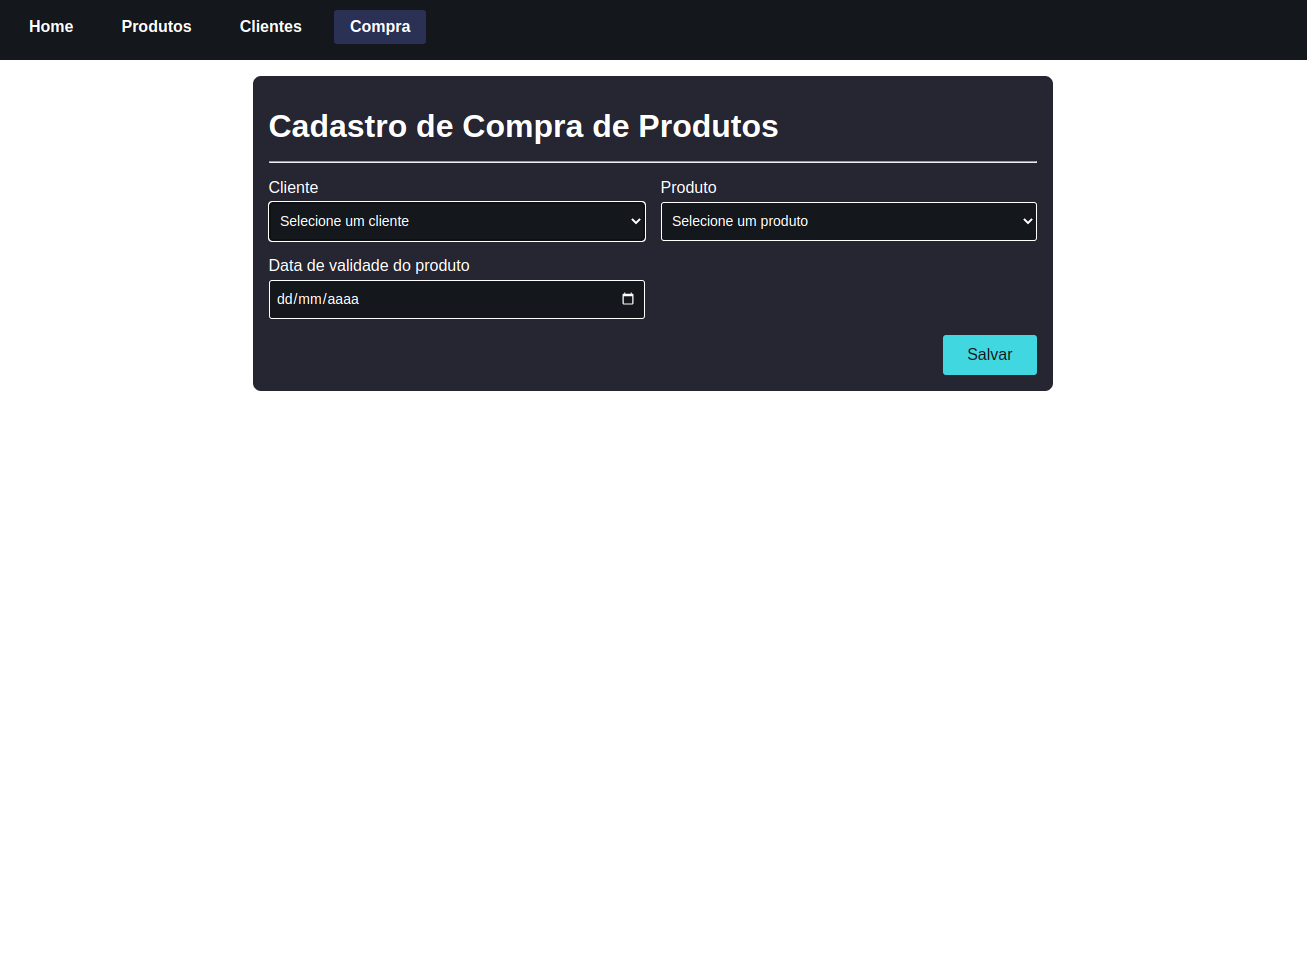 Home Produtos Clientes Compra
Cadastro de Compra de Produtos
Cliente Produto
Selecione um cliente Selecione um produto
Data de validade do produto
dd/mm/aaaa
Salvar